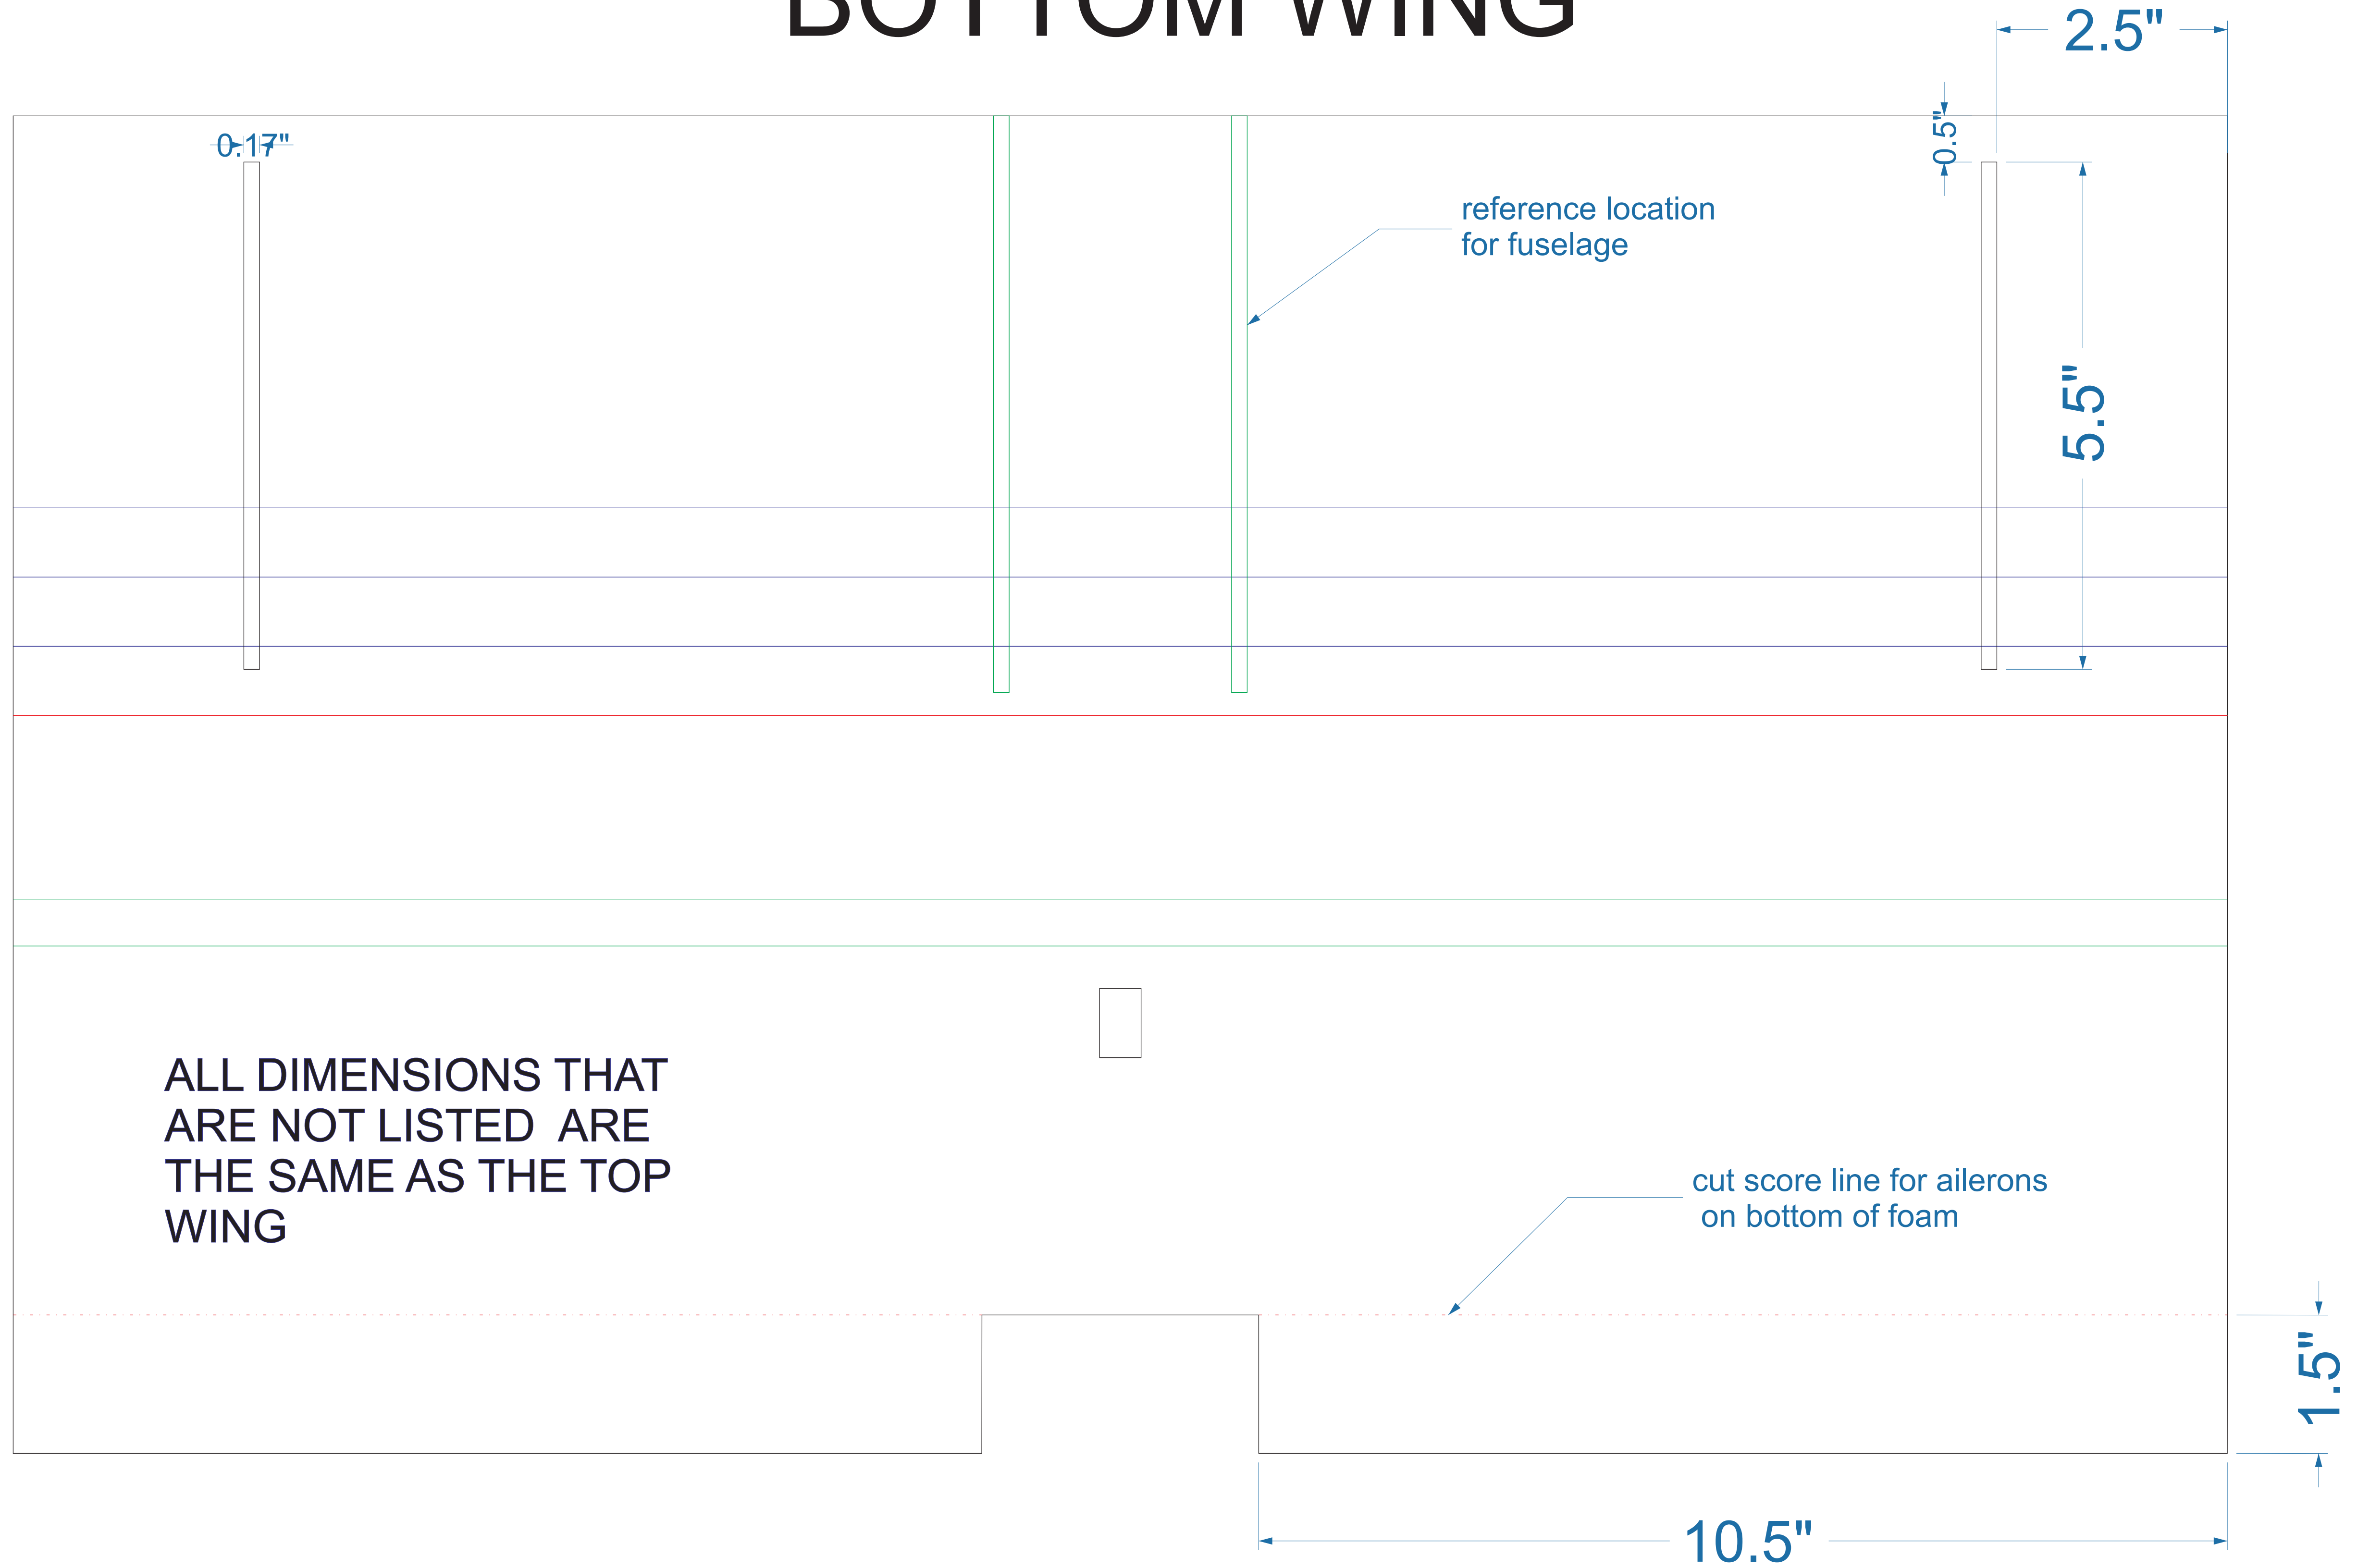 BOTTOM WING
2.5"
0.17"
0.5"
reference location
for fuselage
5.5"
ALL DIMENSIONS THAT
ARE NOT LISTED ARE
THE SAME AS THE TOP
WING
cut score line for ailerons
on bottom of foam
1.5"
10.5"